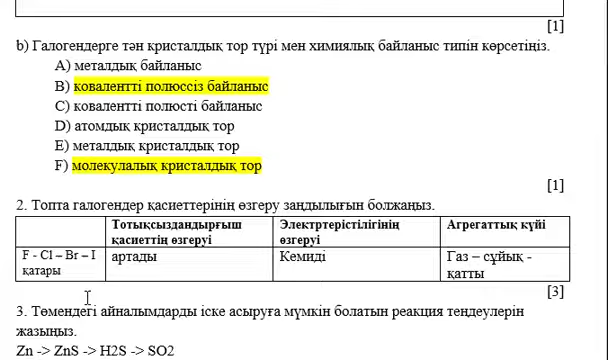 [1]
b) Галогендерге тән кристалдық тор түрі мен химиялық байланыс типін көрсетіңіз.
A) металдық байланыс
B) ковалентті полюссіз байланыс
C) ковалентті полюсті байланыс
D) атомдық кристалдық тор
E) металдық кристалдық тор
F) молекулалық кристалдық тор
[1]
2. Топта галогендер қасиеттерінің өзгеру заңдылығын болжаңыз.
Тотықсыздандырғыш қасиеттің өзгеруі
Электртерістілігінің өзгеруі
Агрегаттық күйі
F - Cl – Br – I қатары
артады
Кемиді
Газ – сұйық - қатты
[3]
3. Төмендегі айналымдарды іске асыруға мүмкін болатын реакция теңдеулерін
жазыңыз.
Zn -> ZnS -> H2S -> SO2